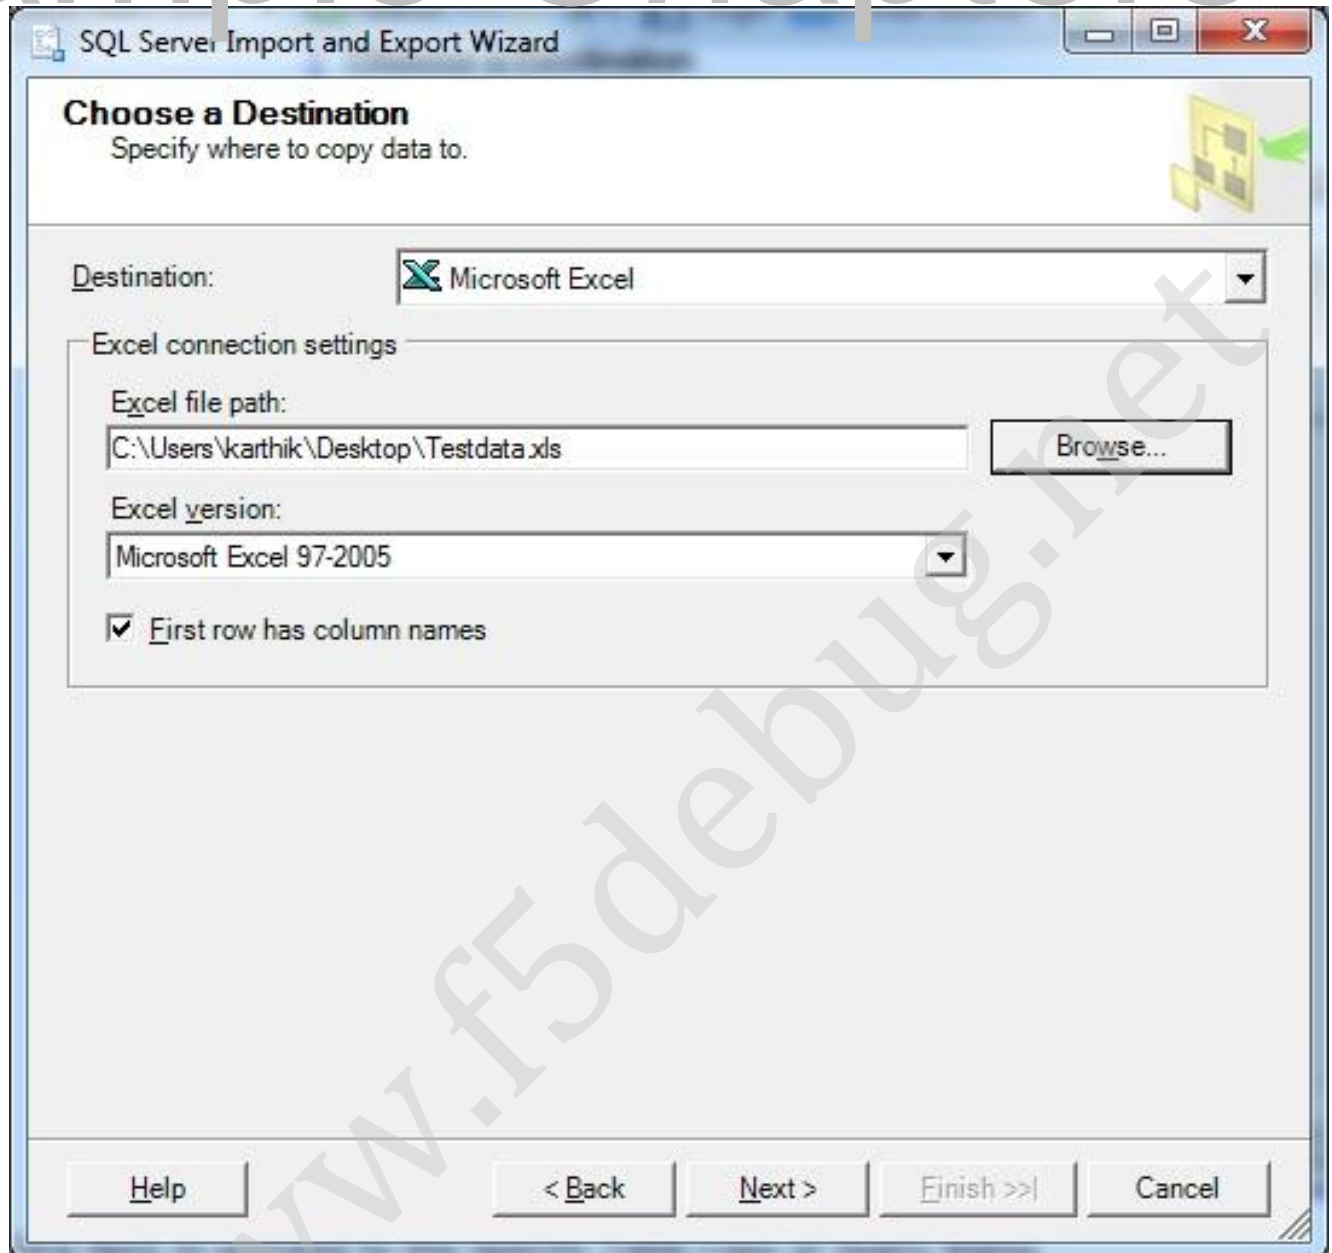 ample Chapters
SQL Server Import and Export Wizard
Choose a Destination
Specify where to copy data to.
Destination:
Microsoft Excel
Excel connection settings
Excel file path:
C:\Users\karthik\Desktop\Testdata.xls
Browse...
Excel version:
Microsoft Excel 97-2005
First row has column names
w.f5debug.net
Help
< Back
Next >
Finish >>|
Cancel